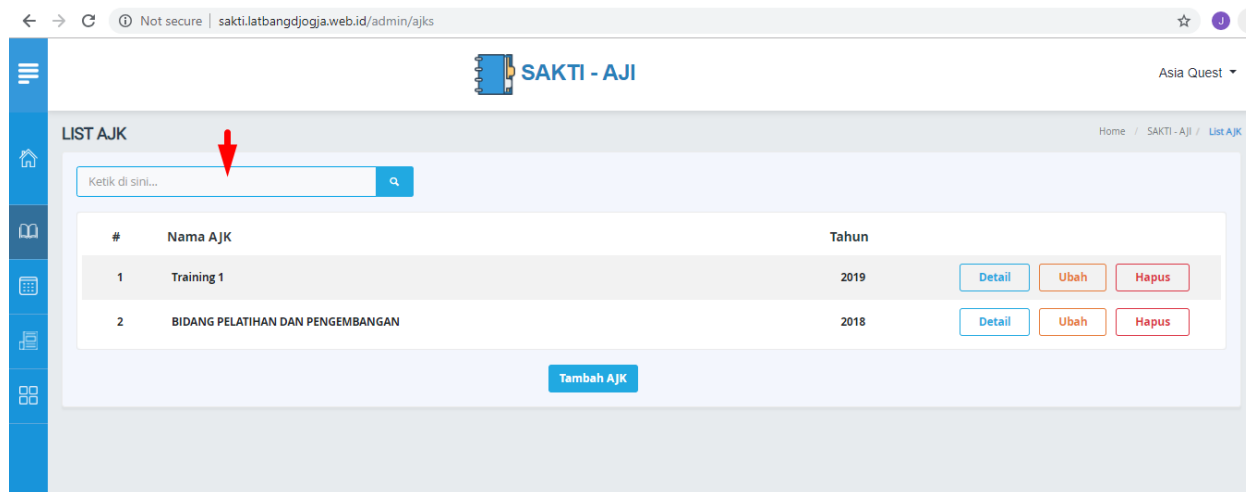 Not secure | sakti.latbangdjogja.web.id/admin/ajks
J
SAKTI - AJI
Asia Quest
LIST AJK
Home / SAKTI - AJI / List AJK
Ketik di sini...
# Nama AJK Tahun
1 Training 1 2019 Detail Ubah Hapus
2 BIDANG PELATIHAN DAN PENGEMBANGAN 2018 Detail Ubah Hapus
Tambah AJK